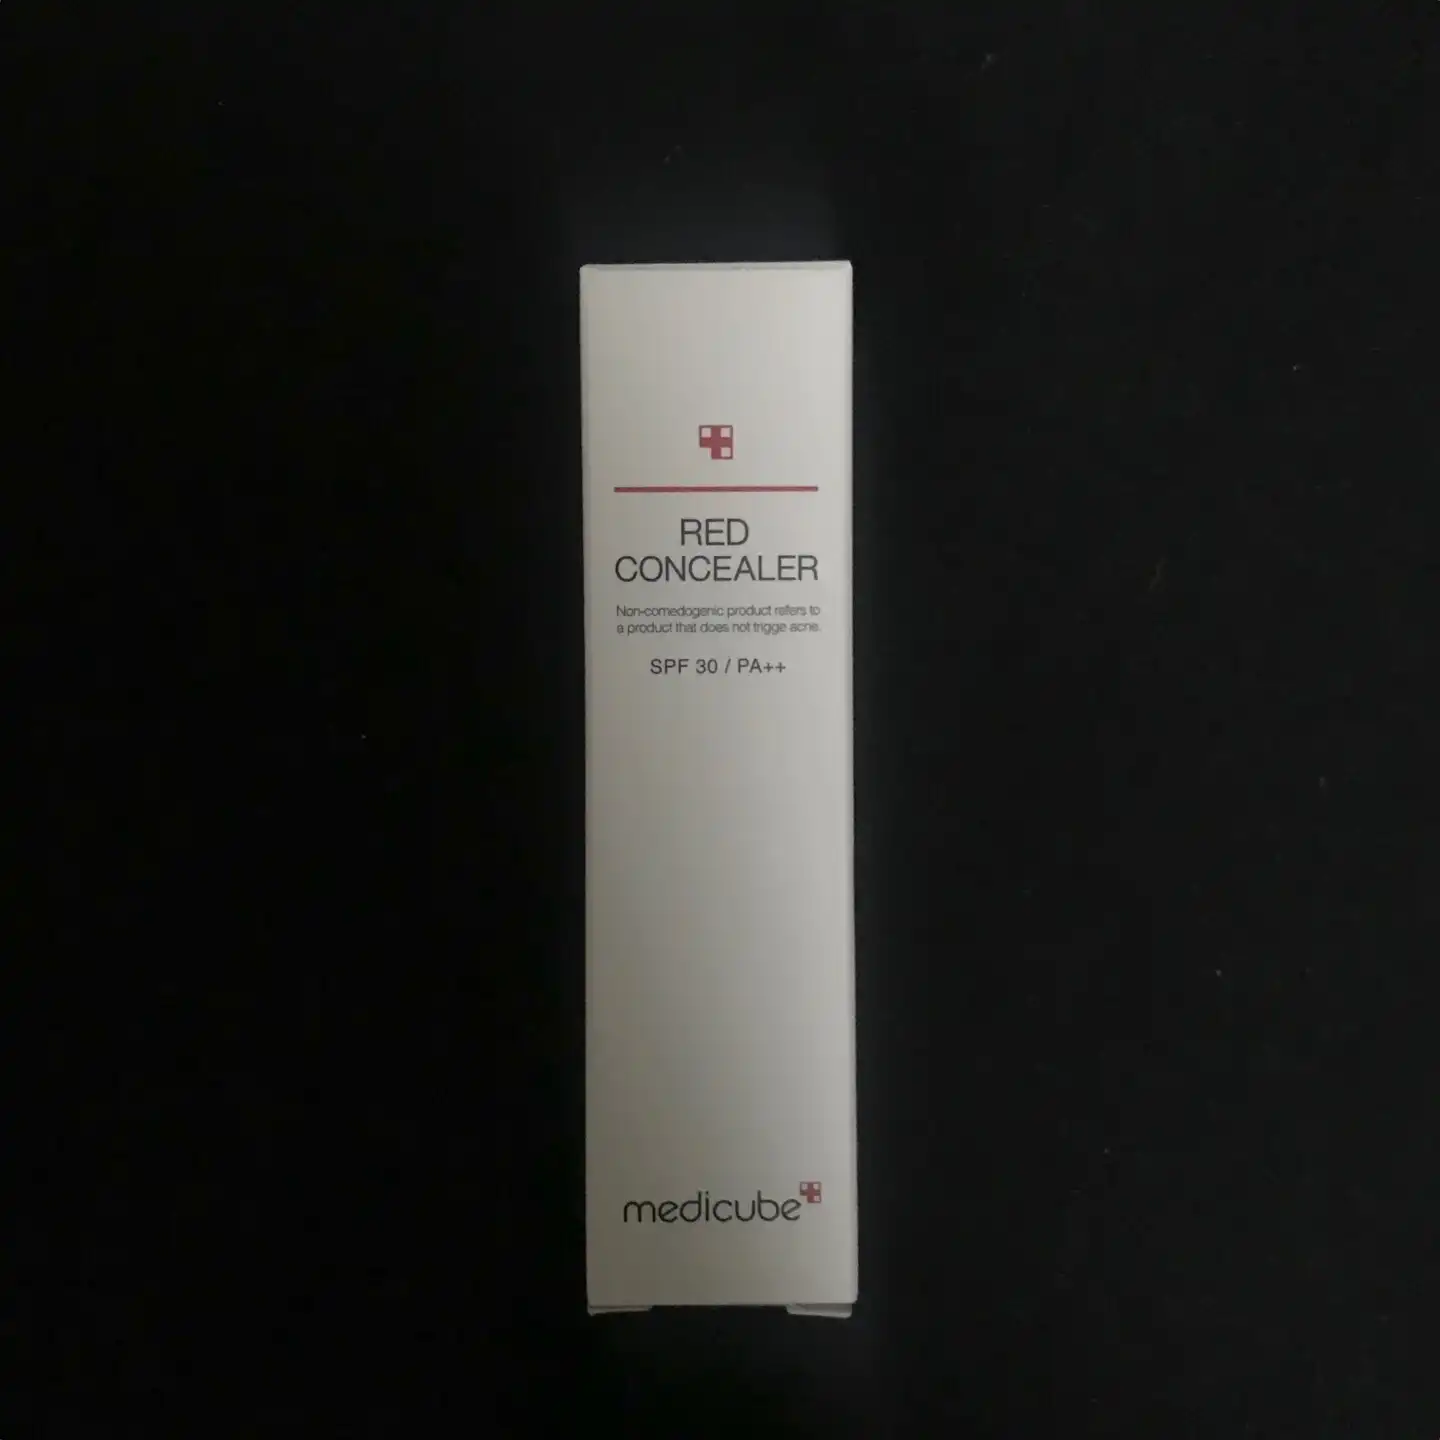 RED
CONCEALER
Non-comedogenic product refers to
a product that does not trigge acne.
SPF 30 / PA++
medicube